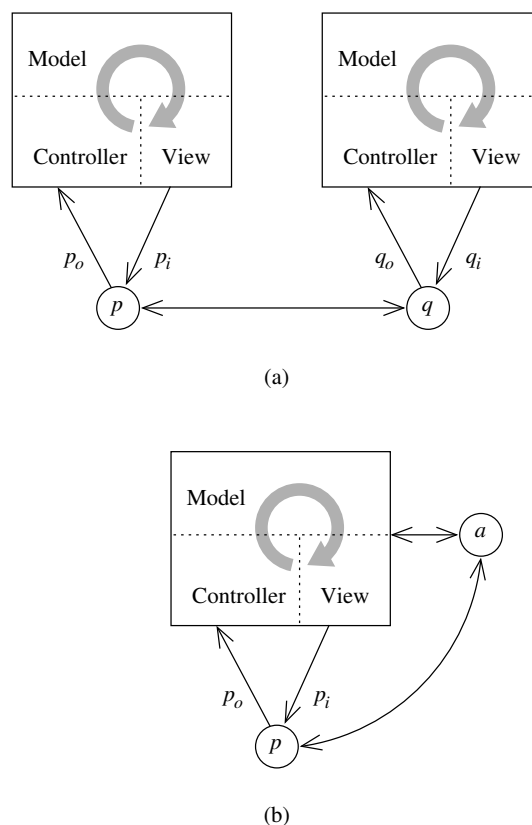 Model
Model
Controller View
Controller View
p_o p_i
q_o q_i
p
q
(a)
Model
a
Controller View
p_o p_i
p
(b)